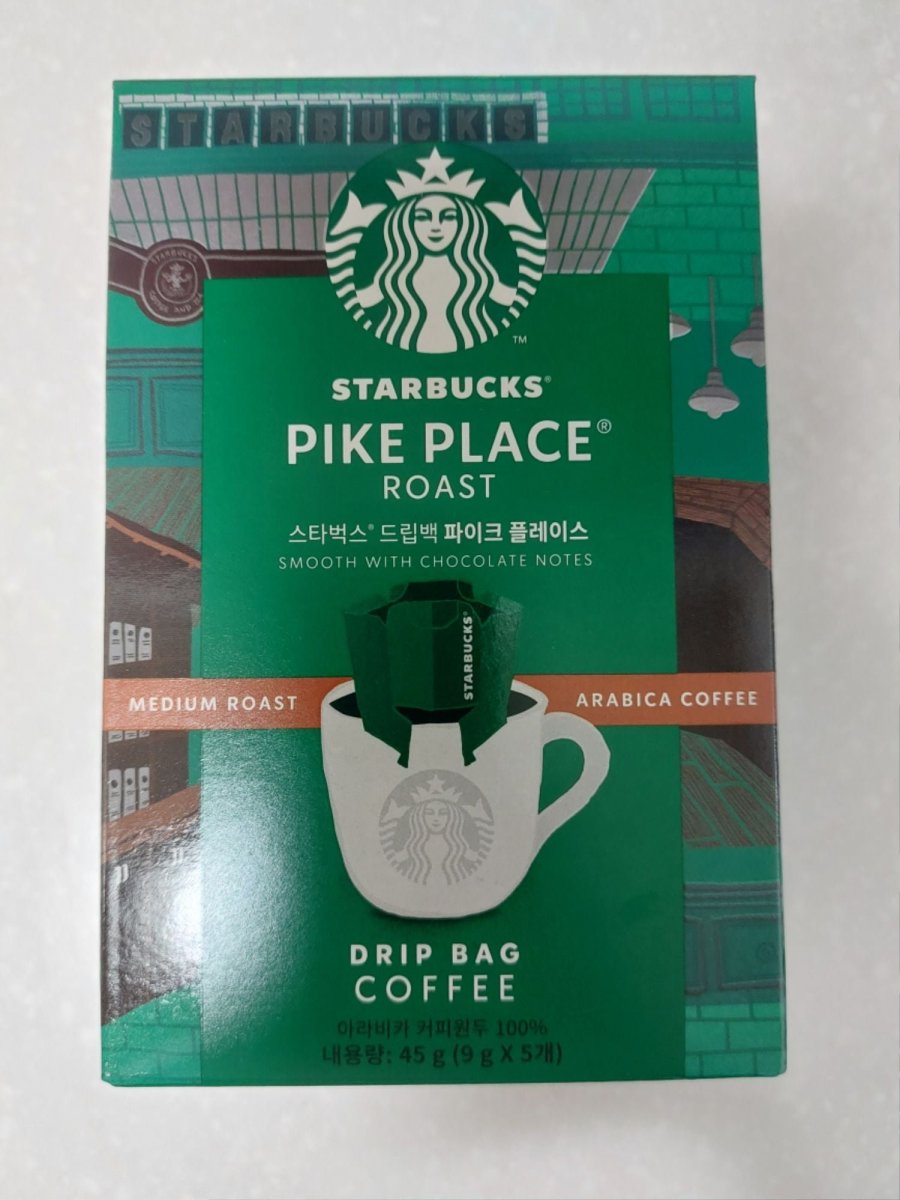 STARBUCKS
STARBUCKS
TM
STARBUCKS®
PIKE PLACE®
ROAST
스타벅스® 드립백 파이크 플레이스
SMOOTH WITH CHOCOLATE NOTES
STARBUCKS®
MEDIUM ROAST
ARABICA COFFEE
DRIP BAG
COFFEE
아라비카 커피원두 100%
내용량: 45 g (9 g X 5개)